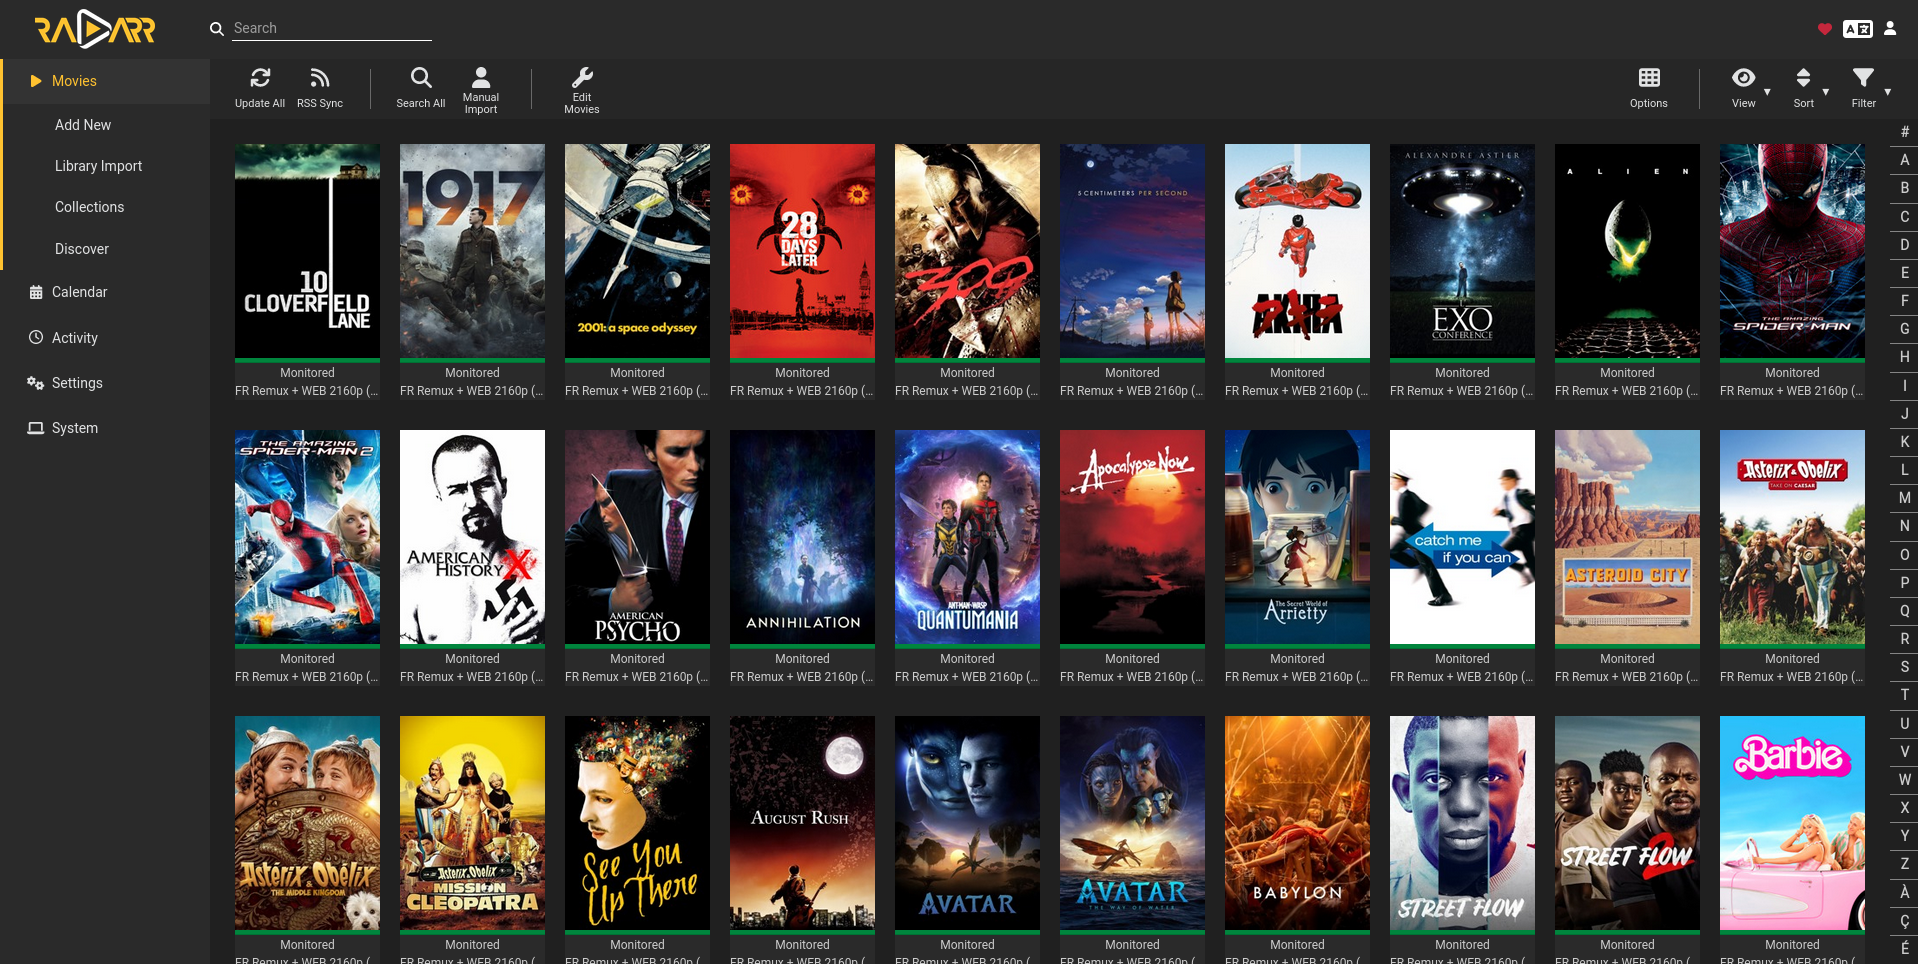 RADARR
Search
Movies
Add New
Library Import
Collections
Discover
Calendar
Activity
Settings
System
Update All
RSS Sync
Search All
Manual
Import
Edit
Movies
Options
View
Sort
Filter
10
CLOVERFIELD
LANE
Monitored
FR Remux + WEB 2160p (...
1917
Monitored
FR Remux + WEB 2160p (...
2001: a space odyssey
Monitored
FR Remux + WEB 2160p (...
28
DAYS
LATER
Monitored
FR Remux + WEB 2160p (...
300
Monitored
FR Remux + WEB 2160p (...
5 CENTIMETERS PER SECOND
Monitored
FR Remux + WEB 2160p (...
AKIRA
Monitored
FR Remux + WEB 2160p (...
ALEXANDRE ASTIER
EXO
CONFERENCE
Monitored
FR Remux + WEB 2160p (...
ALIEN
Monitored
FR Remux + WEB 2160p (...
THE AMAZING
SPIDER-MAN
Monitored
FR Remux + WEB 2160p (...
THE AMAZING
SPIDER-MAN 2
Monitored
FR Remux + WEB 2160p (...
AMERICAN
HISTORY X
Monitored
FR Remux + WEB 2160p (...
AMERICAN
PSYCHO
Monitored
FR Remux + WEB 2160p (...
ANNIHILATION
Monitored
FR Remux + WEB 2160p (...
ANT-MAN AND THE WASP
QUANTUMANIA
Monitored
FR Remux + WEB 2160p (...
Apocalypse Now
Monitored
FR Remux + WEB 2160p (...
The Secret World of
Arrietty
Monitored
FR Remux + WEB 2160p (...
catch me
if you can
Monitored
FR Remux + WEB 2160p (...
ASTEROID CITY
Monitored
FR Remux + WEB 2160p (...
Asterix & Obelix
TAKE ON CAESAR
Monitored
FR Remux + WEB 2160p (...
Astérix & Obélix
THE MIDDLE KINGDOM
Monitored
FR Remux + WEB 2160p (...
Asterix & Obelix
MISSION
CLEOPATRA
Monitored
FR Remux + WEB 2160p (...
See You
Up There
Monitored
FR Remux + WEB 2160p (...
AUGUST RUSH
Monitored
FR Remux + WEB 2160p (...
AVATAR
Monitored
FR Remux + WEB 2160p (...
AVATAR
THE WAY OF WATER
Monitored
FR Remux + WEB 2160p (...
BABYLON
Monitored
FR Remux + WEB 2160p (...
STREET FLOW
Monitored
FR Remux + WEB 2160p (...
STREET FLOW 2
Monitored
FR Remux + WEB 2160p (...
Barbie
Monitored
FR Remux + WEB 2160p (...
#
A
B
C
D
E
F
G
H
I
J
K
L
M
N
O
P
Q
R
S
T
U
V
W
X
Y
Z
À
Ç
É